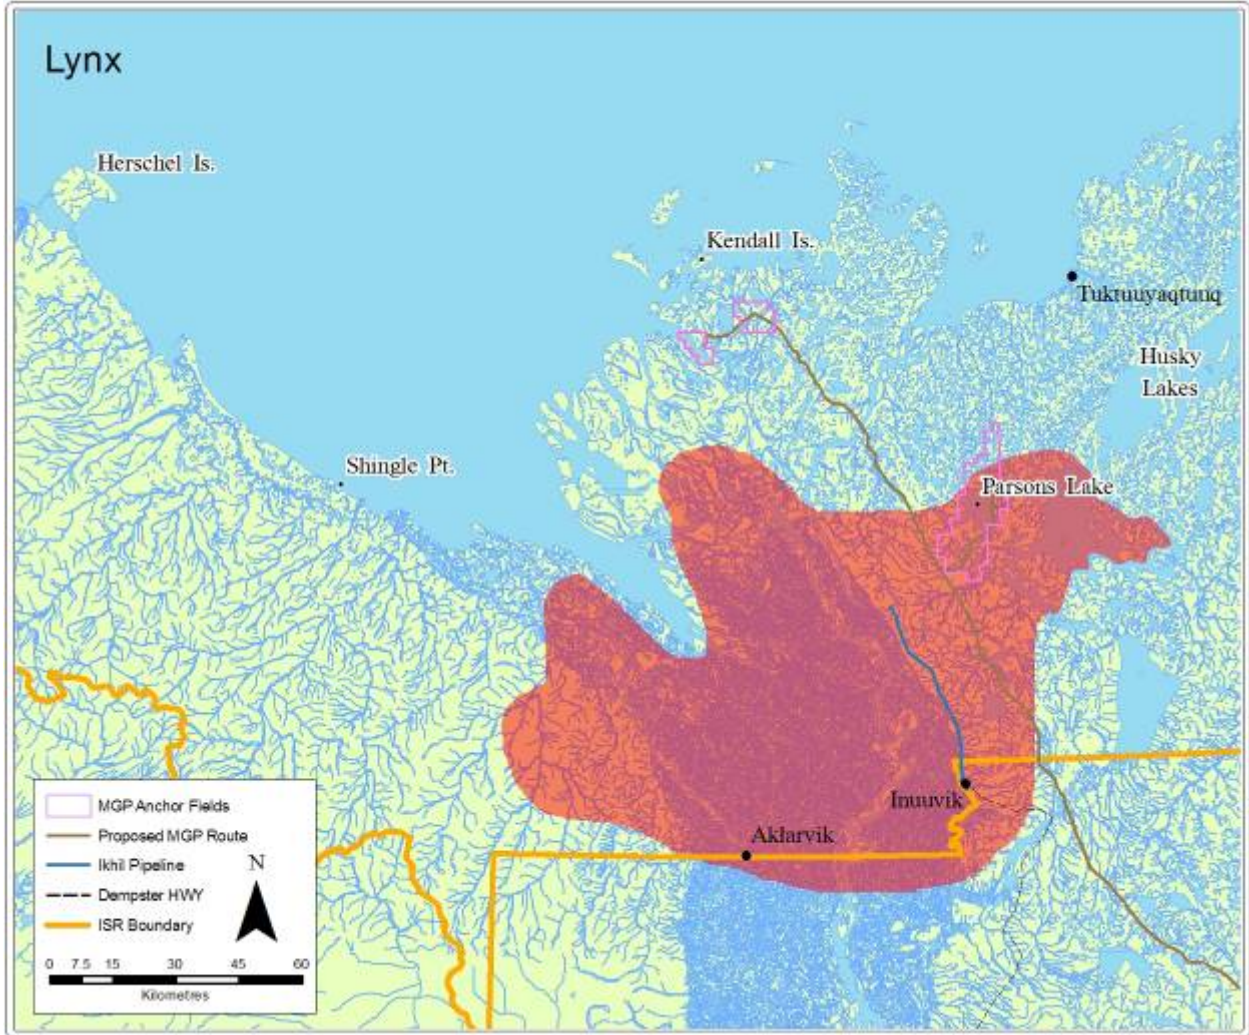 Lynx
Herschel Is.
Kendall Is.
Tuktuuyaqtuuq
Husky
Lakes
Shingle Pt.
Parsons Lake
Inuuvik
Akłarvik
MGP Anchor Fields
Proposed MGP Route
Ikhil Pipeline
N
Dempster HWY
ISR Boundary
0 7.5 15 30 45 60
Kilometres